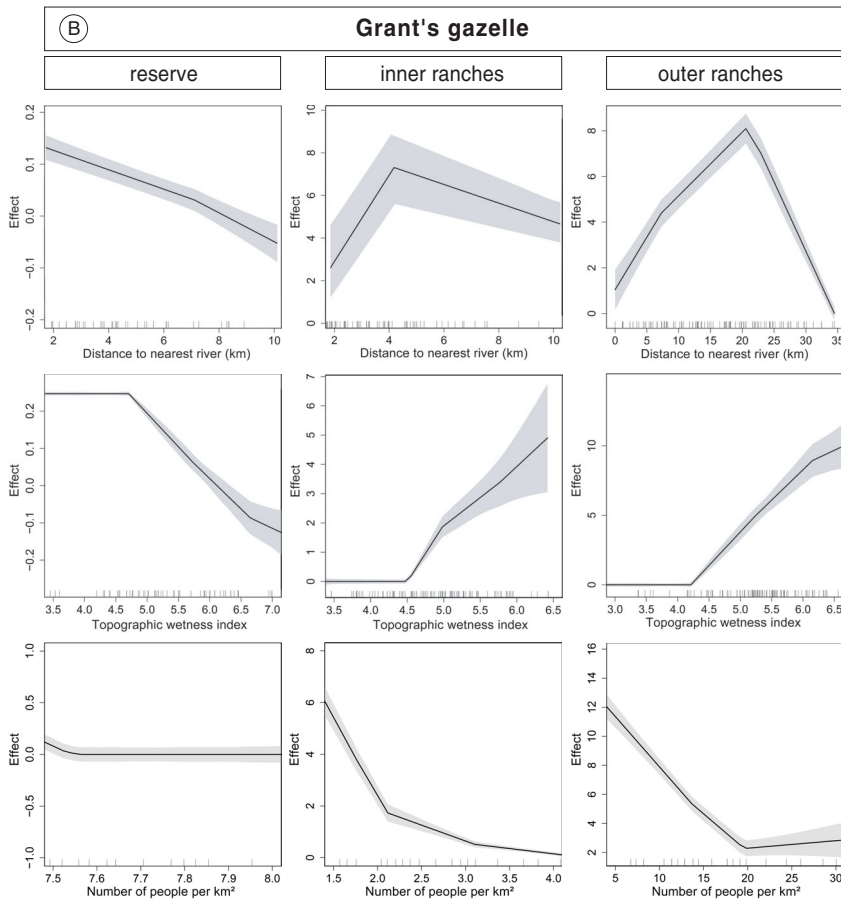 B Grant's gazelle
reserve inner ranches outer ranches
Effect
0.2
0.1
0.0
−0.1
−0.2
2 4 6 8 10
Distance to nearest river (km)
Effect
10
8
6
4
2
0
2 4 6 8 10
Distance to nearest river (km)
Effect
8
6
4
2
0
0 5 10 15 20 25 30 35
Distance to nearest river (km)
Effect
0.2
0.1
0.0
−0.1
−0.2
3.5 4.0 4.5 5.0 5.5 6.0 6.5 7.0
Topographic wetness index
Effect
7
6
5
4
3
2
1
0
3.5 4.0 4.5 5.0 5.5 6.0 6.5
Topographic wetness index
Effect
10
5
0
2.9 3.5 4.0 4.5 5.0 5.5 6.0 6.5
Topographic wetness index
Effect
1.0
0.5
0.0
−0.5
−1.0
7.5 7.6 7.7 7.8 7.9 8.0
Number of people per km²
Effect
8
6
4
2
0
1.5 2.0 2.5 3.0 3.5 4.0
Number of people per km²
Effect
16
14
12
10
8
6
4
2
5 10 15 20 25 30
Number of people per km²